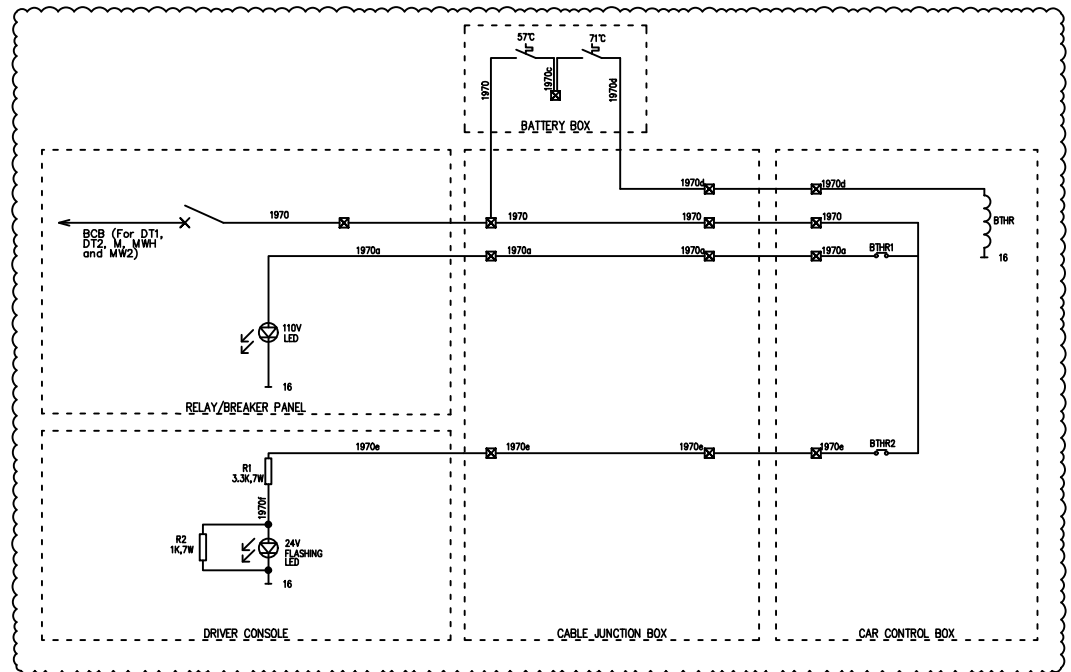 57°C
71°C
1970
1970c
1970d
BATTERY BOX
1970d
1970d
BTHR
16
1970
1970
1970
1970
BCB (For DT1,
DT2, M, MWH
and MW2)
1970a
1970a
1970a
1970a
BTHR1
110V
LED
16
RELAY/BREAKER PANEL
1970e
1970e
1970e
1970e
BTHR2
R1
3.3K,7W
1970f
R2
1K,7W
24V
FLASHING
LED
16
DRIVER CONSOLE
CABLE JUNCTION BOX
CAR CONTROL BOX